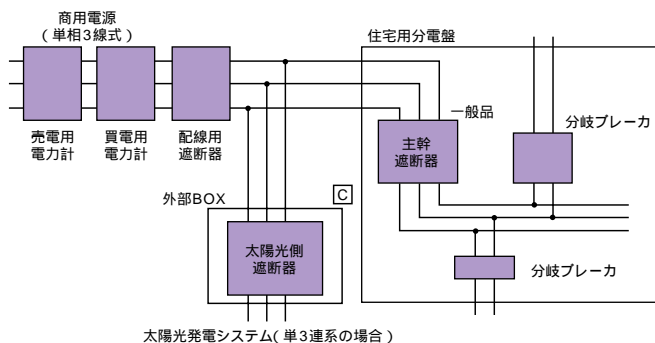 商用電源
(単相3線式)
住宅用分電盤
売電用
電力計
買電用
電力計
配線用
遮断器
一般品
主幹
遮断器
分岐ブレーカ
外部BOX
C
太陽光側
遮断器
分岐ブレーカ
太陽光発電システム(単3連系の場合)